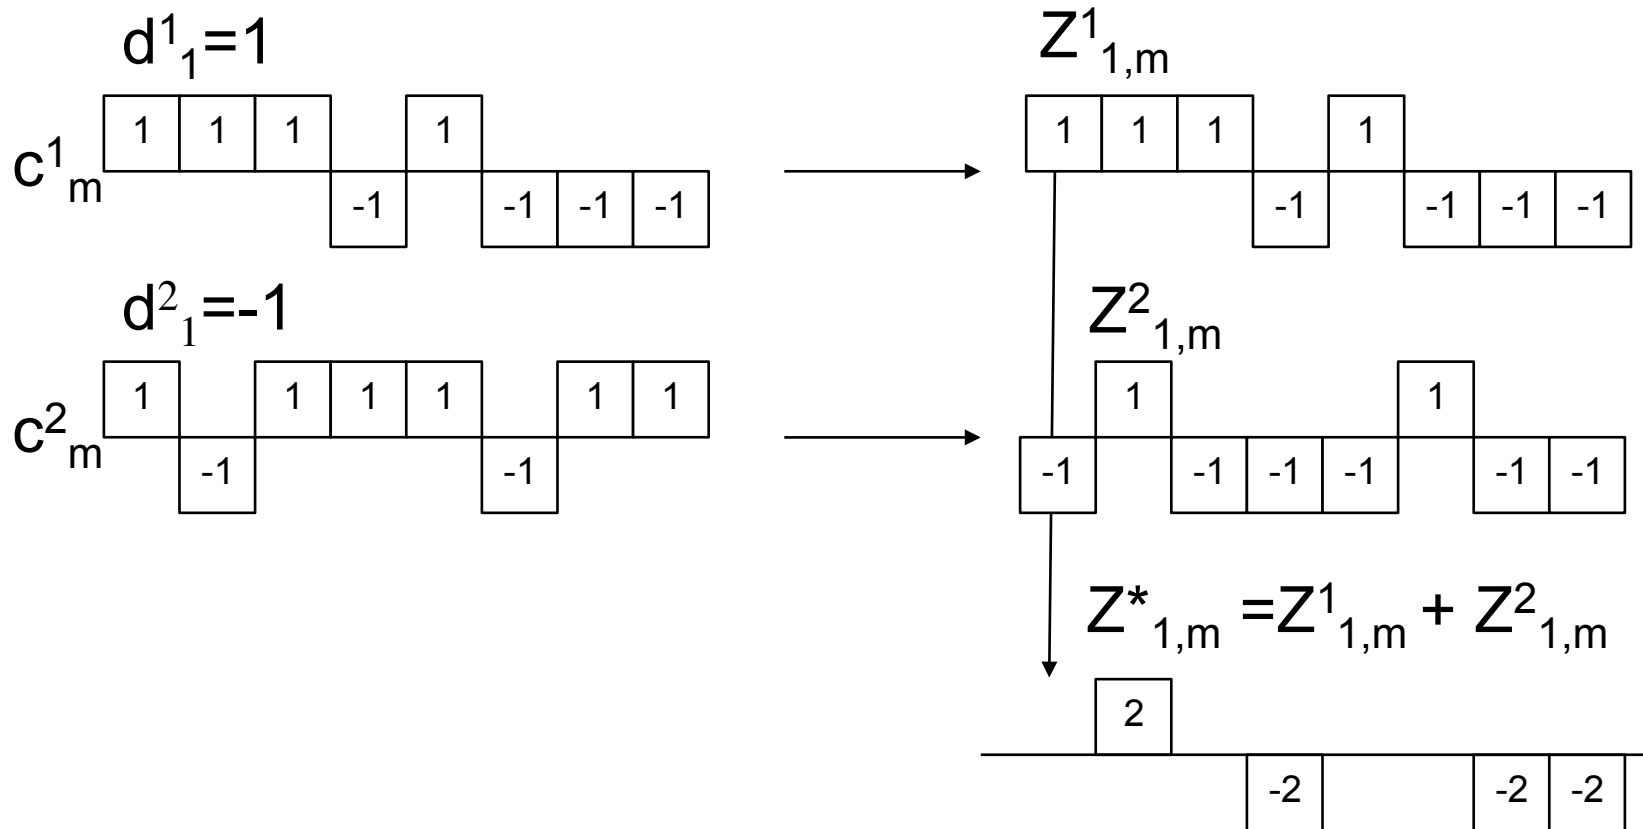 d¹₁=1 Z¹₁,ₘ
1 1 1 1 1 1 1 1
c¹ₘ
-1 -1 -1 -1 -1 -1 -1 -1
d²₁=-1 Z²₁,ₘ
1 1 1 1 1 1 1 1
c²ₘ
-1 -1 -1 -1 -1 -1 -1 -1
Z*₁,ₘ =Z¹₁,ₘ + Z²₁,ₘ
2
-2 -2 -2